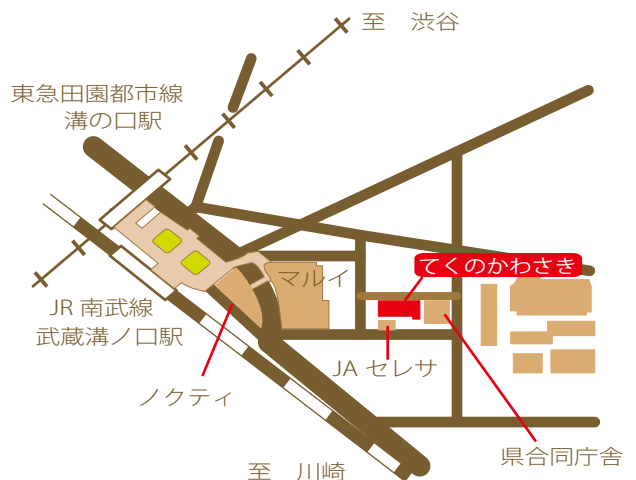 至　渋谷
東急田園都市線
溝の口駅
マルイ
てくのかわさき
JR 南武線
武蔵溝ノ口駅
JA セレサ
ノクティ
県合同庁舎
至　川崎